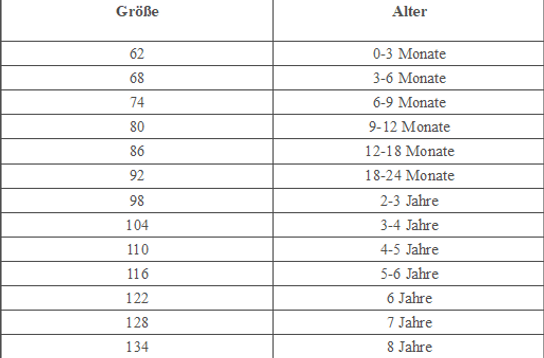 Größe Alter
62 0-3 Monate
68 3-6 Monate
74 6-9 Monate
80 9-12 Monate
86 12-18 Monate
92 18-24 Monate
98 2-3 Jahre
104 3-4 Jahre
110 4-5 Jahre
116 5-6 Jahre
122 6 Jahre
128 7 Jahre
134 8 Jahre